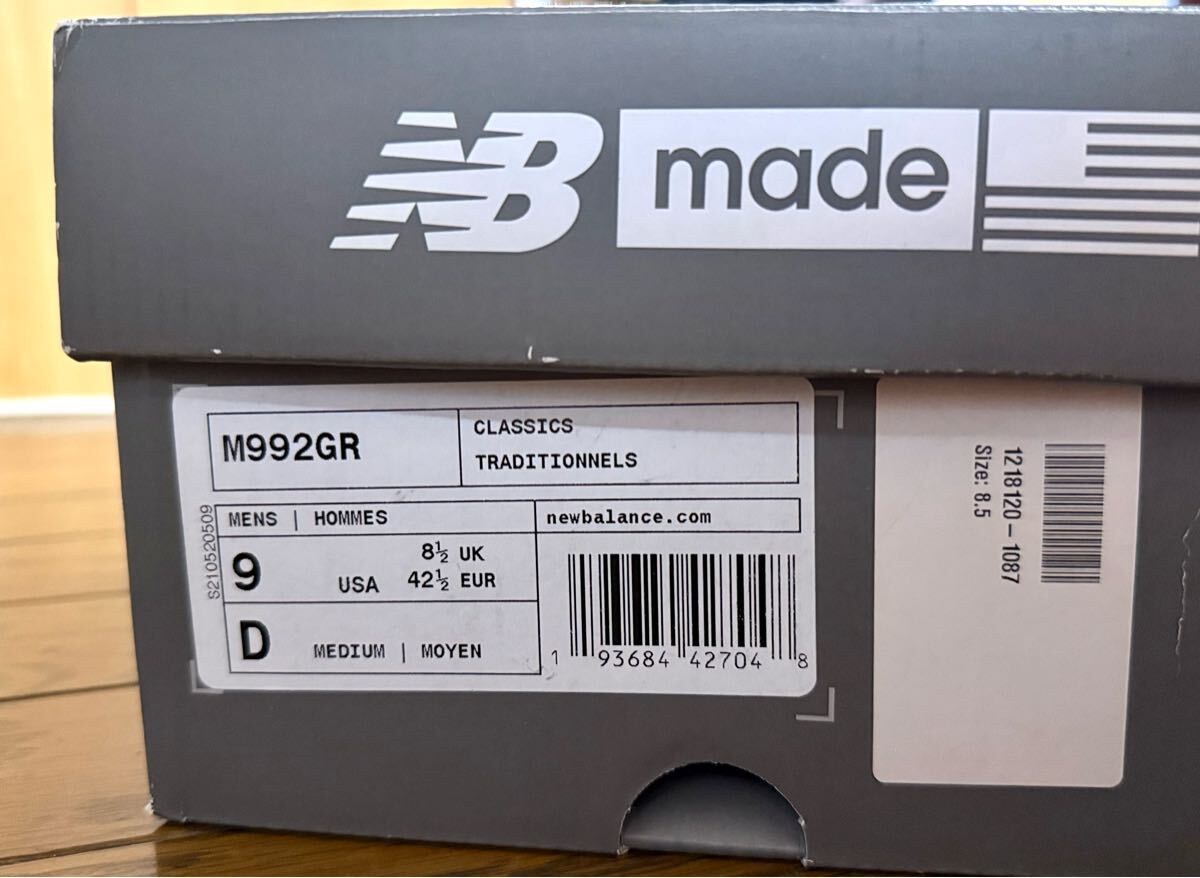 NB made
M992GR
CLASSICS
TRADITIONNELS
S210520509
MENS | HOMMES
newbalance.com
9 USA
8½ UK
42½ EUR
D MEDIUM | MOYEN
1 93684 42704 8
1218120-1087
Size: 8.5